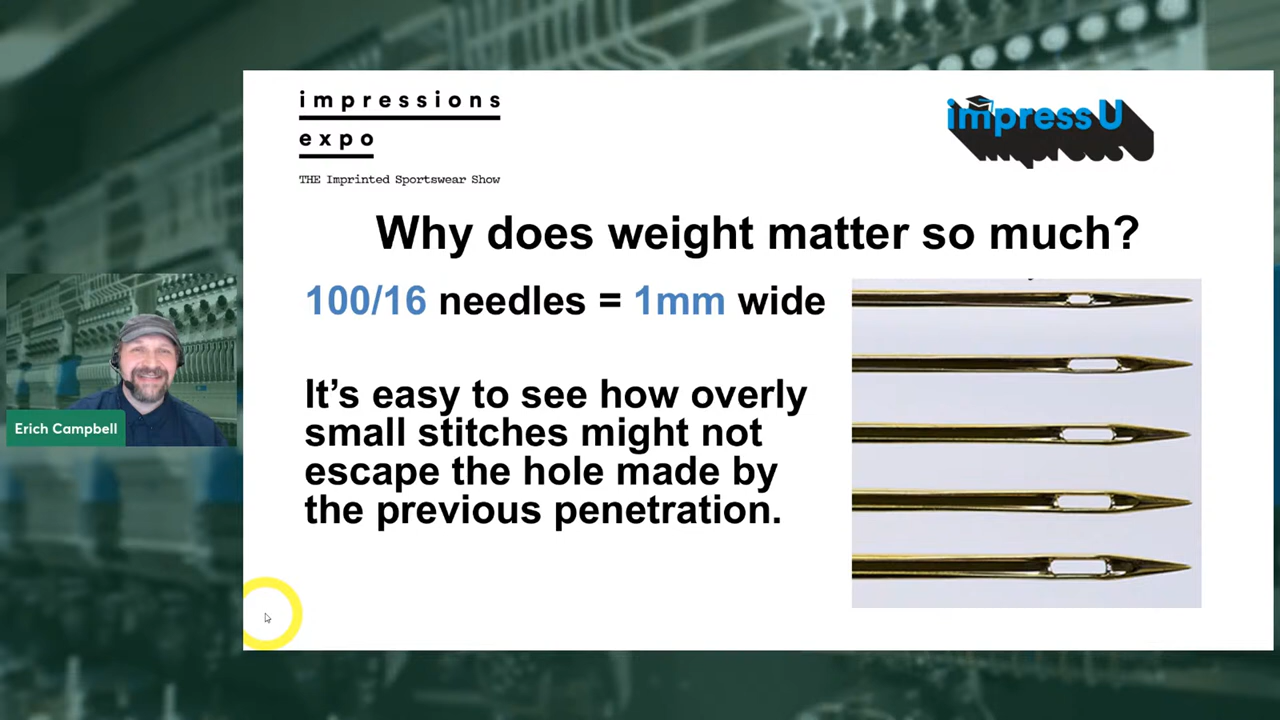 impressions
expo
THE Imprinted Sportswear Show
impressU
Why does weight matter so much?
100/16 needles = 1mm wide
It's easy to see how overly
small stitches might not
escape the hole made by
the previous penetration.
Erich Campbell